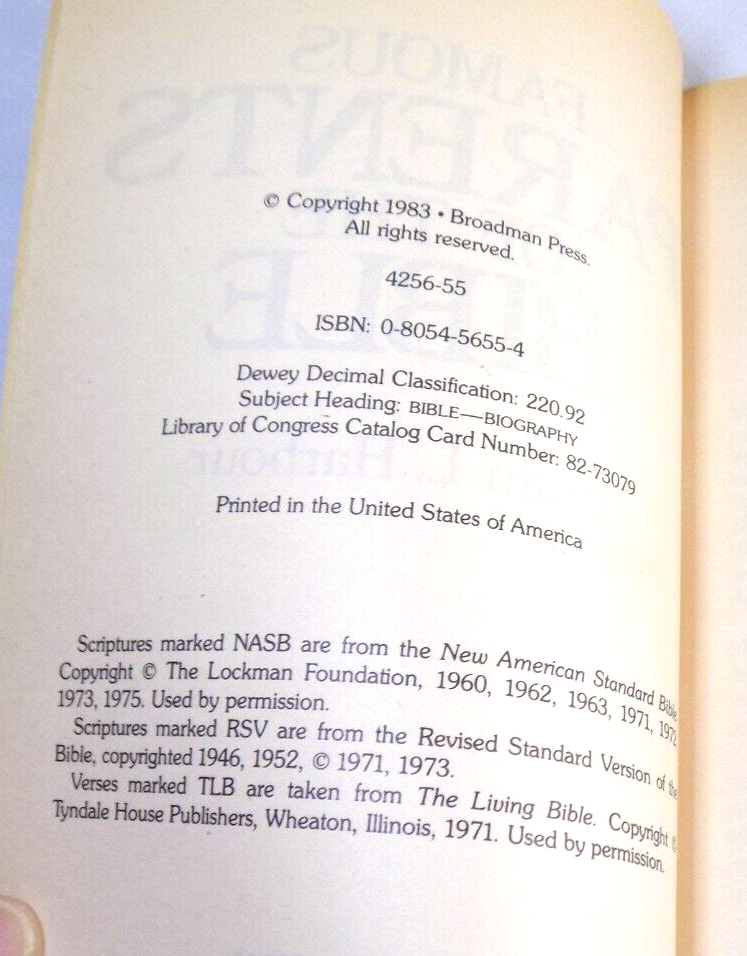 © Copyright 1983 • Broadman Press.
All rights reserved.
4256-55
ISBN: 0-8054-5655-4
Dewey Decimal Classification: 220.92
Subject Heading: BIBLE—BIOGRAPHY
Library of Congress Catalog Card Number: 82-73079
Printed in the United States of America
Scriptures marked NASB are from the New American Standard Bible.
Copyright © The Lockman Foundation, 1960, 1962, 1963, 1971, 1972,
1973, 1975. Used by permission.
Scriptures marked RSV are from the Revised Standard Version of the
Bible, copyrighted 1946, 1952, © 1971, 1973.
Verses marked TLB are taken from The Living Bible. Copyright ©
Tyndale House Publishers, Wheaton, Illinois, 1971. Used by permission.